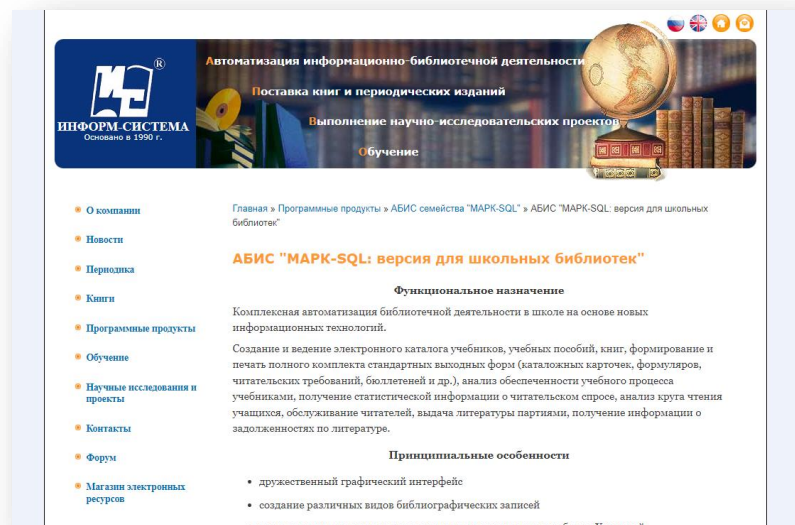 Автоматизация информационно-библиотечной деятельности
Поставка книг и периодических изданий
Выполнение научно-исследовательских проектов
Обучение
ИС ®
ИНФОРМ-СИСТЕМА
Основано в 1990 г.
О компании
Новости
Периодика
Книги
Программные продукты
Обучение
Научные исследования и
проекты
Контакты
Форум
Магазин электронных
ресурсов
Главная » Программные продукты » АБИС семейства "МАРК-SQL" » АБИС "МАРК-SQL: версия для школьных
библиотек"
АБИС "МАРК-SQL: версия для школьных библиотек"
Функциональное назначение
Комплексная автоматизация библиотечной деятельности в школе на основе новых
информационных технологий.
Создание и ведение электронного каталога учебников, учебных пособий, книг, формирование и
печать полного комплекта стандартных выходных форм (каталожных карточек, формуляров,
читательских требований, бюллетеней и др.), анализ обеспеченности учебного процесса
учебниками, получение статистической информации о читательском спросе, анализ круга чтения
учащихся, обслуживание читателей, выдача литературы партиями, получение информации о
задолженностях по литературе.
Принципиальные особенности
• дружественный графический интерфейс
• создание различных видов библиографических записей